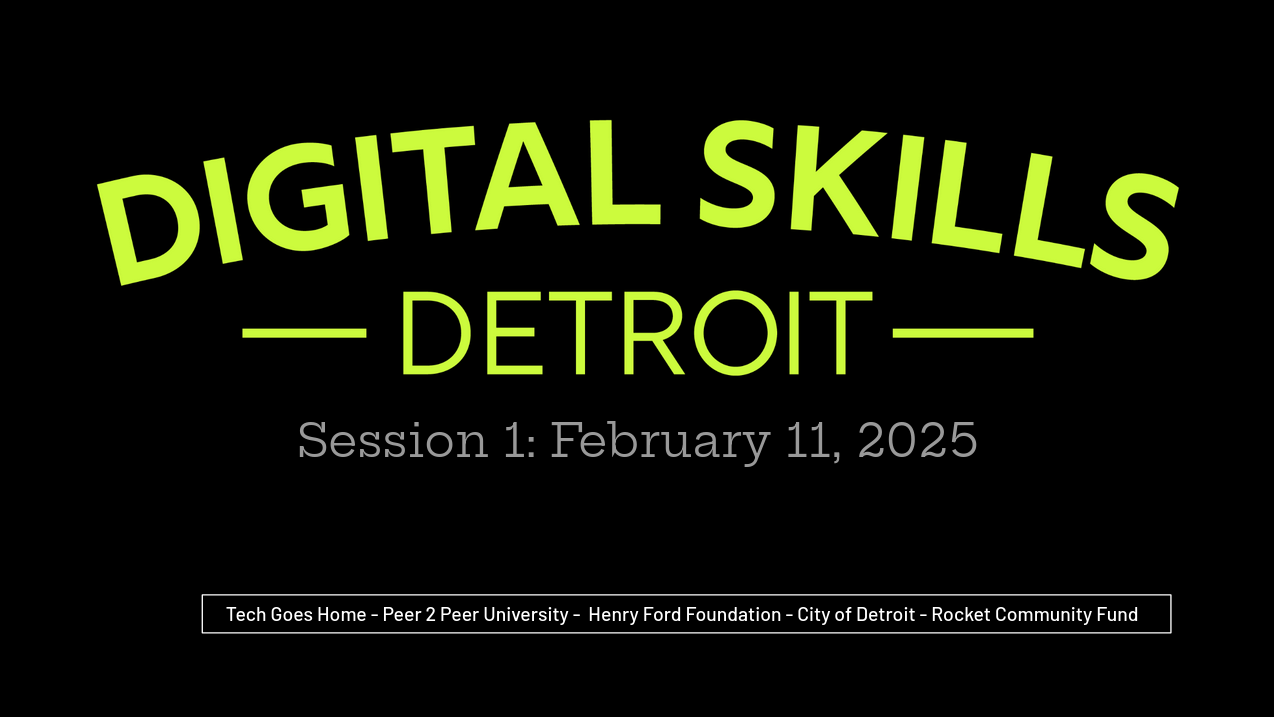 DIGITAL SKILLS
DETROIT
Session 1: February 11, 2025
Tech Goes Home - Peer 2 Peer University - Henry Ford Foundation - City of Detroit - Rocket Community Fund